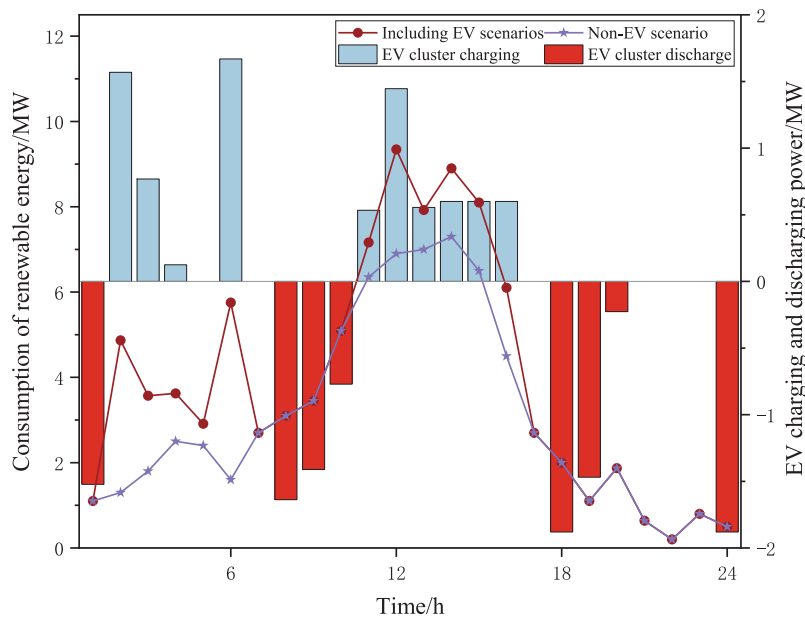 Including EV scenarios
Non-EV scenario
EV cluster charging
EV cluster discharge
Consumption of renewable energy/MW
12
10
8
6
4
2
0
2
1
0
-1
-2
EV charging and discharging power/MW
6
12
18
24
Time/h